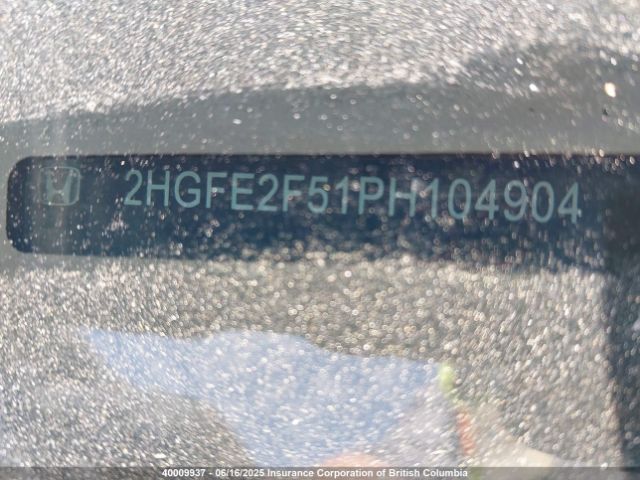 2HGFE2F51PH104904
40009937 - 06/16/2025 Insurance Corporation of British Columbia